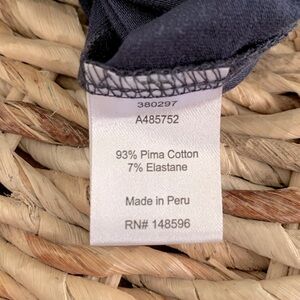 380297
A485752
93% Pima Cotton
7% Elastane
Made in Peru
RN# 148596